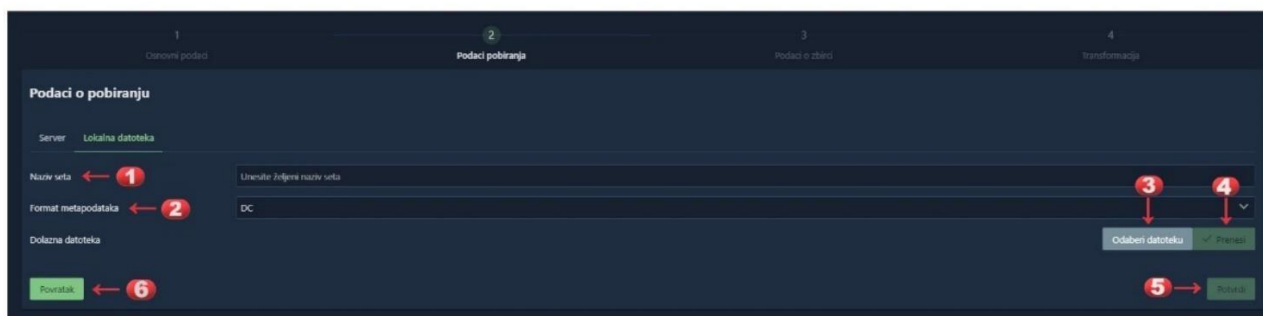 1 2 3 4
Osnovni podaci Podaci pobiranja Podaci o zbirci Transformacija
Podaci o pobiranju
Server Lokalna datoteka
Naziv seta 1 Unesite željeni naziv seta
3 4
Format metapodataka 2 DC
Dolazna datoteka Odaberi datoteku Prenesi
Povratak 6 5 Potvrdi